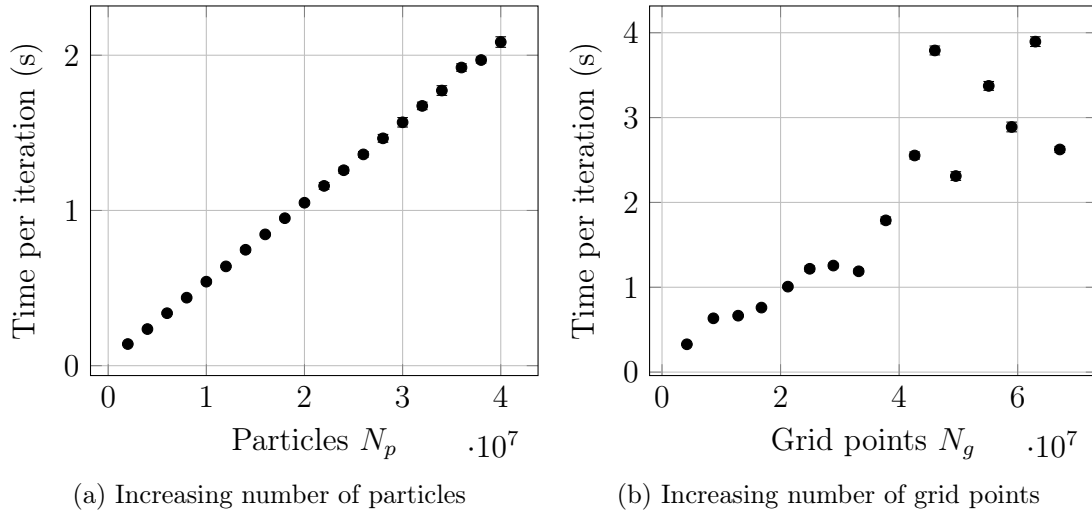 Time per iteration (s)
2
1
0
0 1 2 3 4
Particles N_p ·10^7
(a) Increasing number of particles
Time per iteration (s)
4
3
2
1
0
0 2 4 6
Grid points N_g ·10^7
(b) Increasing number of grid points